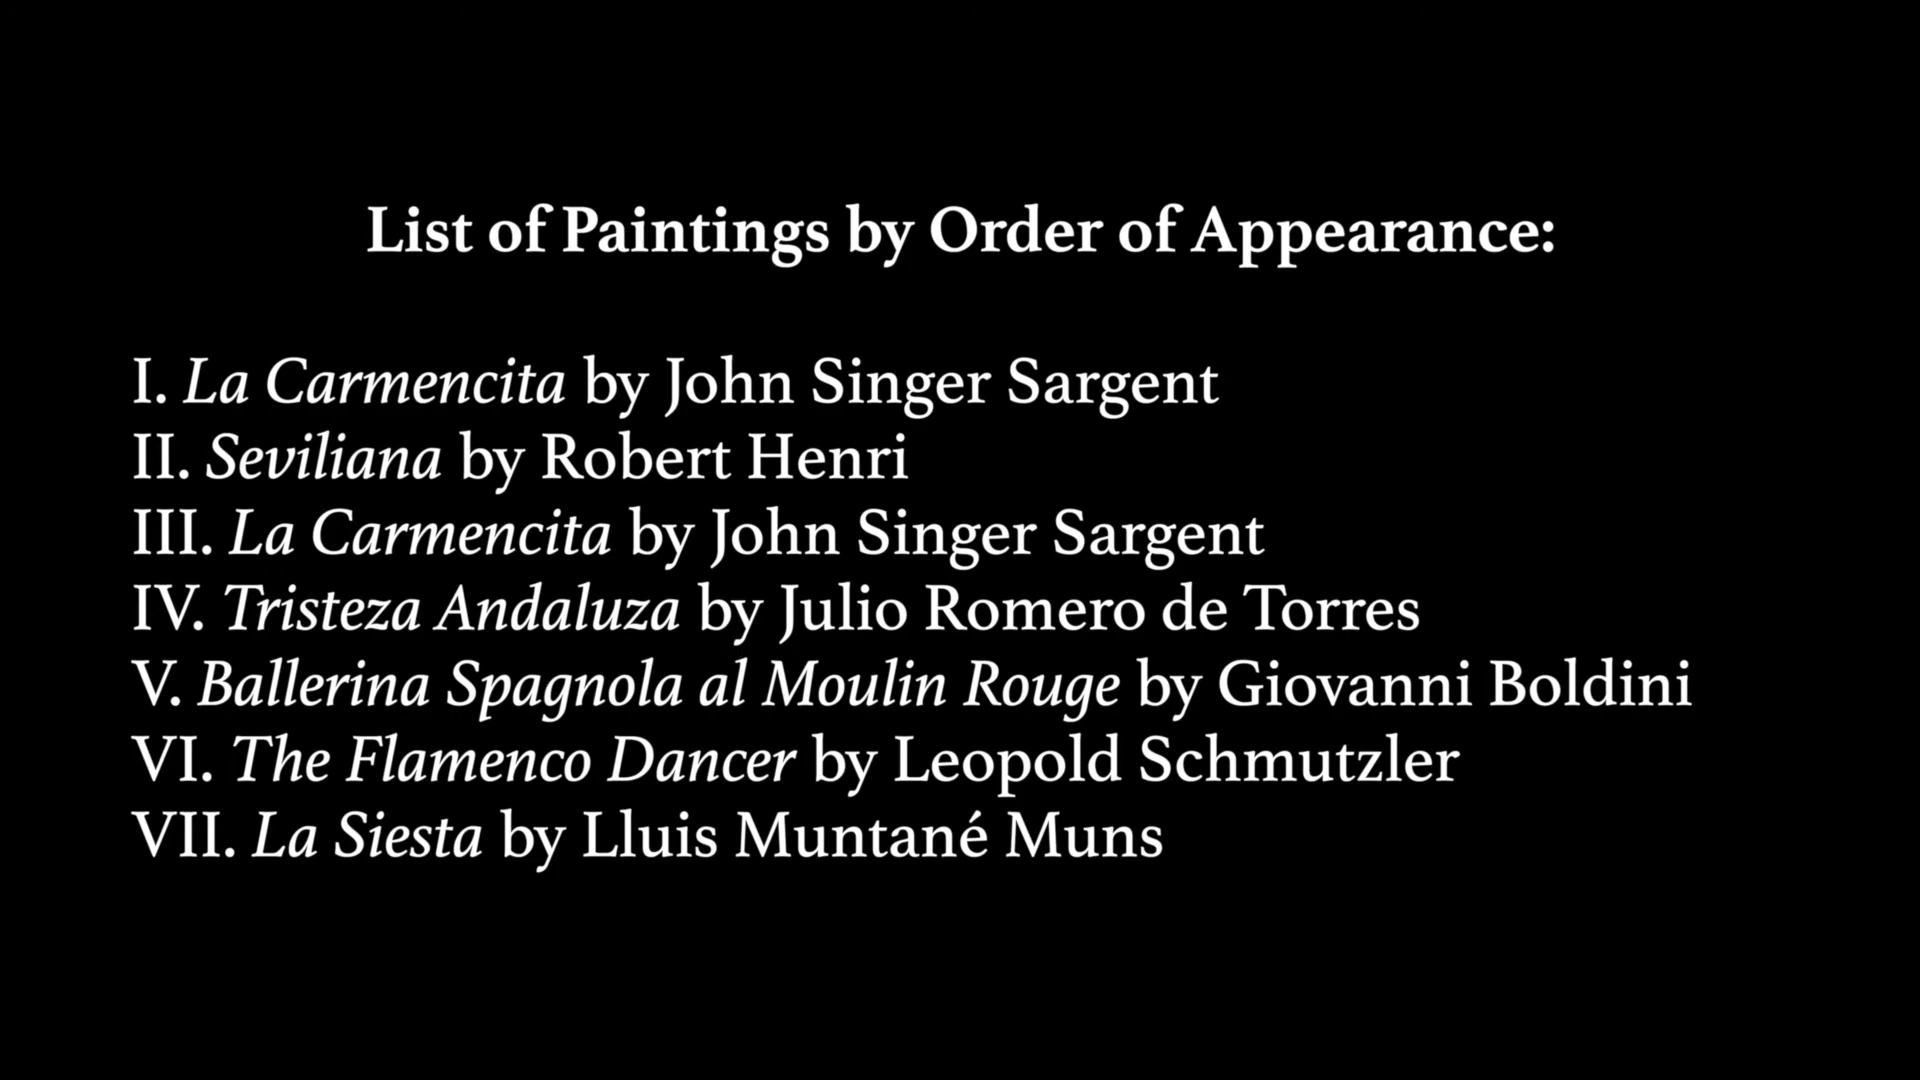 List of Paintings by Order of Appearance:
I. La Carmencita by John Singer Sargent
II. Seviliana by Robert Henri
III. La Carmencita by John Singer Sargent
IV. Tristeza Andaluza by Julio Romero de Torres
V. Ballerina Spagnola al Moulin Rouge by Giovanni Boldini
VI. The Flamenco Dancer by Leopold Schmutzler
VII. La Siesta by Lluis Muntané Muns